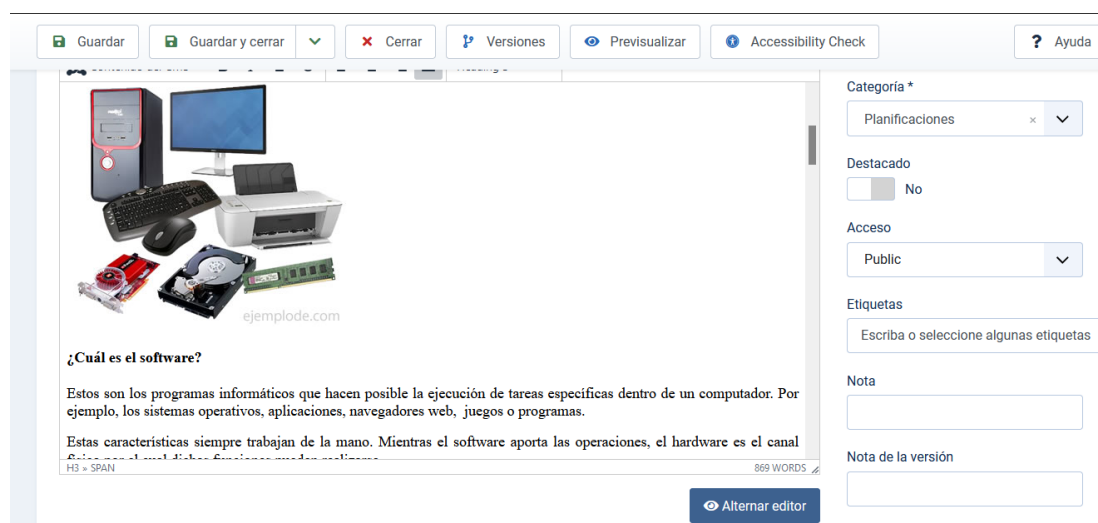 Guardar
Guardar y cerrar
Cerrar
Versiones
Previsualizar
Accessibility Check
? Ayuda
Categoría *
Planificaciones
Destacado
No
Acceso
Public
Etiquetas
Escriba o seleccione algunas etiquetas
Nota
Nota de la versión
ejemplode.com
¿Cuál es el software?
Estos son los programas informáticos que hacen posible la ejecución de tareas específicas dentro de un computador. Por
ejemplo, los sistemas operativos, aplicaciones, navegadores web, juegos o programas.
Estas características siempre trabajan de la mano. Mientras el software aporta las operaciones, el hardware es el canal
H3 » SPAN
869 WORDS
Alternar editor